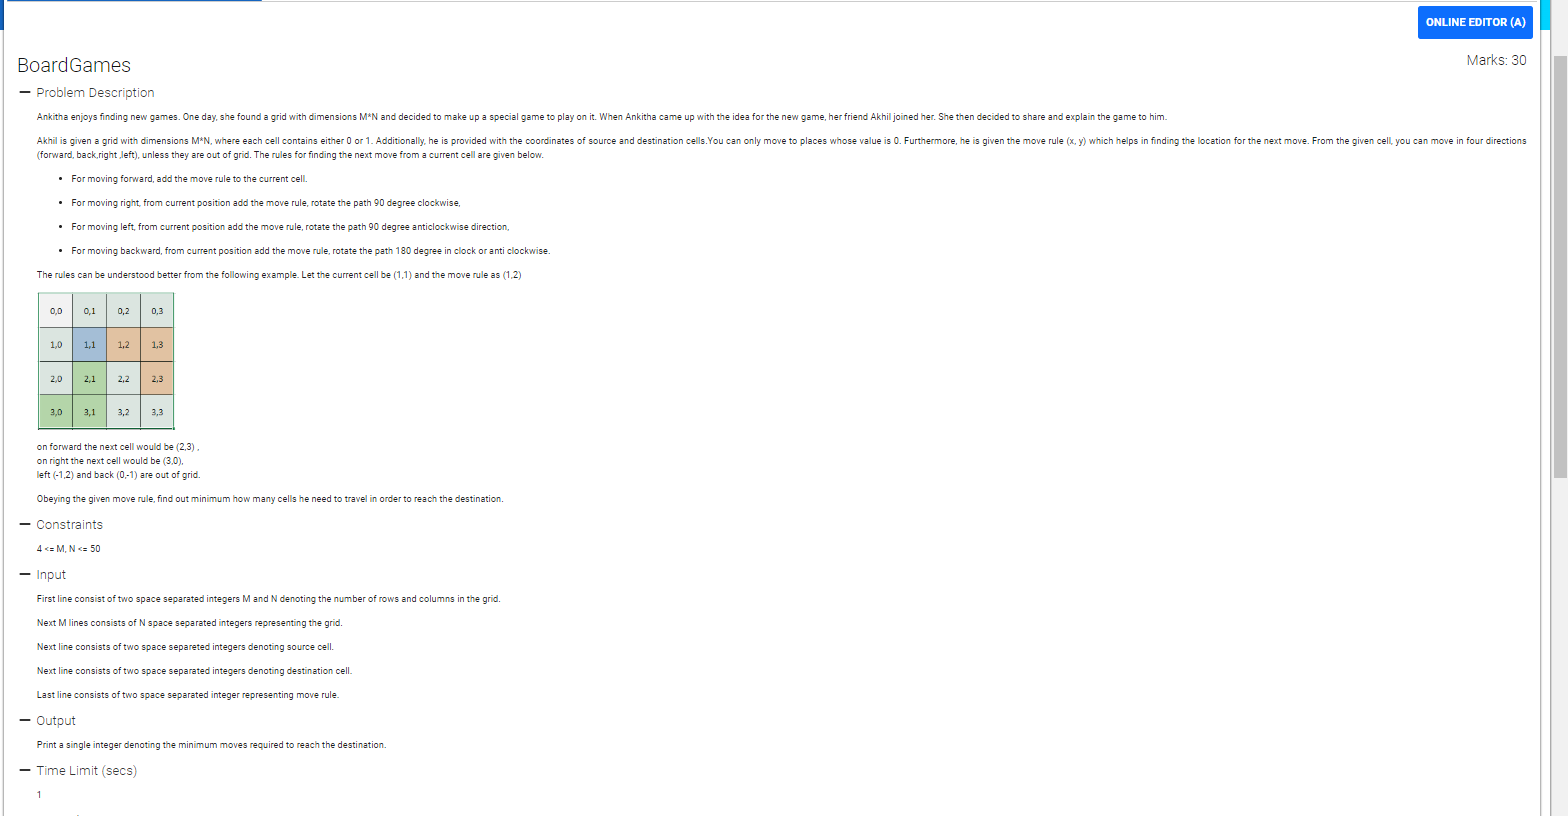 ONLINE EDITOR (A)
BoardGames
Marks: 30
Problem Description
Ankitha enjoys finding new games. One day, she found a grid with dimensions M*N and decided to make up a special game to play on it. When Ankitha came up with the idea for the new game, her friend Akhil joined her. She then decided to share and explain the game to him.
Akhil is given a grid with dimensions M*N, where each cell contains either 0 or 1. Additionally, he is provided with the coordinates of source and destination cells.You can only move to places whose value is 0. Furthermore, he is given the move rule (x, y) which helps in finding the location for the next move. From the given cell, you can move in four directions
(forward, back,right ,left), unless they are out of grid. The rules for finding the next move from a current cell are given below.
• For moving forward, add the move rule to the current cell.
• For moving right, from current position add the move rule, rotate the path 90 degree clockwise,
• For moving left, from current position add the move rule, rotate the path 90 degree anticlockwise direction,
• For moving backward, from current position add the move rule, rotate the path 180 degree in clock or anti clockwise.
The rules can be understood better from the following example. Let the current cell be (1,1) and the move rule as (1,2)
0,0 0,1 0,2 0,3
1,0 1,1 1,2 1,3
2,0 2,1 2,2 2,3
3,0 3,1 3,2 3,3
on forward the next cell would be (2,3) ,
on right the next cell would be (3,0),
left (-1,2) and back (0,-1) are out of grid.
Obeying the given move rule, find out minimum how many cells he need to travel in order to reach the destination.
Constraints
4 <= M, N <= 50
Input
First line consist of two space separated integers M and N denoting the number of rows and columns in the grid.
Next M lines consists of N space separated integers representing the grid.
Next line consists of two space separeted integers denoting source cell.
Next line consists of two space separated integers denoting destination cell.
Last line consists of two space separated integer representing move rule.
Output
Print a single integer denoting the minimum moves required to reach the destination.
Time Limit (secs)
1